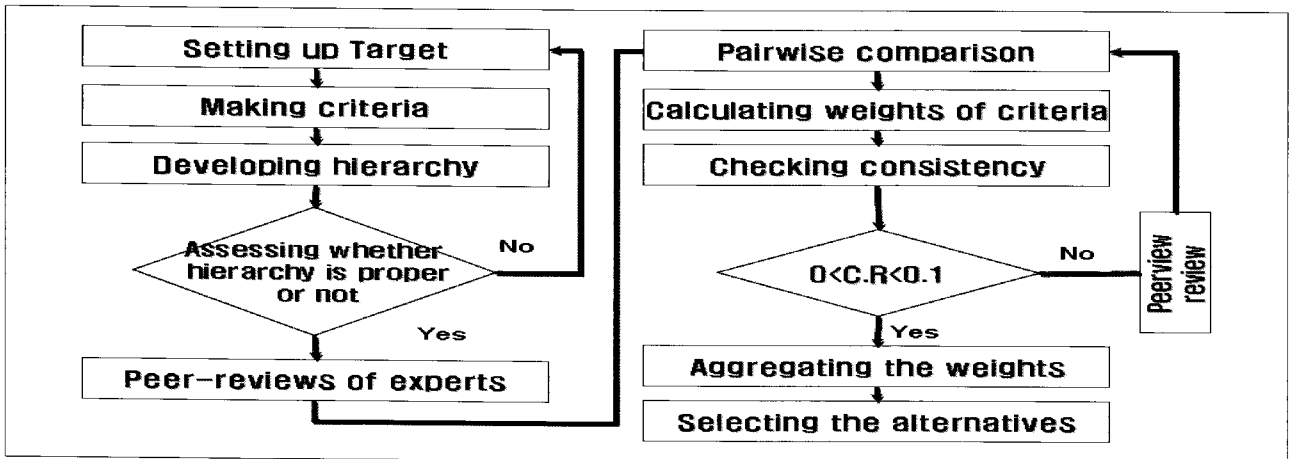 Setting up Target
Making criteria
Developing hierarchy
Assessing whether
hierarchy is proper
or not
No
Yes
Peer-reviews of experts
Pairwise comparison
Calculating weights of criteria
Checking consistency
0<C.R<0.1
No
Peerview
review
Yes
Aggregating the weights
Selecting the alternatives